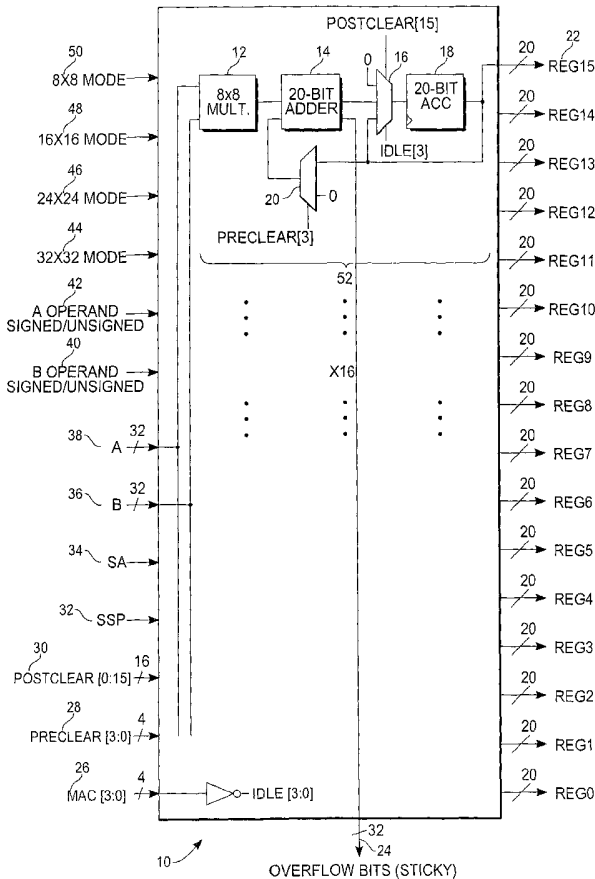 POSTCLEAR[15]
50
8X8 MODE
48
16X16 MODE
46
24X24 MODE
44
32X32 MODE
42
A OPERAND
SIGNED/UNSIGNED
40
B OPERAND
SIGNED/UNSIGNED
38
A
32
36
B
32
34
SA
32
SSP
30
POSTCLEAR [0:15]
16
28
PRECLEAR [3:0]
4
26
MAC [3:0]
4
IDLE [3:0]
12
8x8
MULT.
14
20-BIT
ADDER
0
16
18
20-BIT
ACC
IDLE[3]
20
0
PRECLEAR[3]
52
X16
20
22
REG15
20
REG14
20
REG13
20
REG12
20
REG11
20
REG10
20
REG9
20
REG8
20
REG7
20
REG6
20
REG5
20
REG4
20
REG3
20
REG2
20
REG1
20
REG0
10
32
24
OVERFLOW BITS (STICKY)